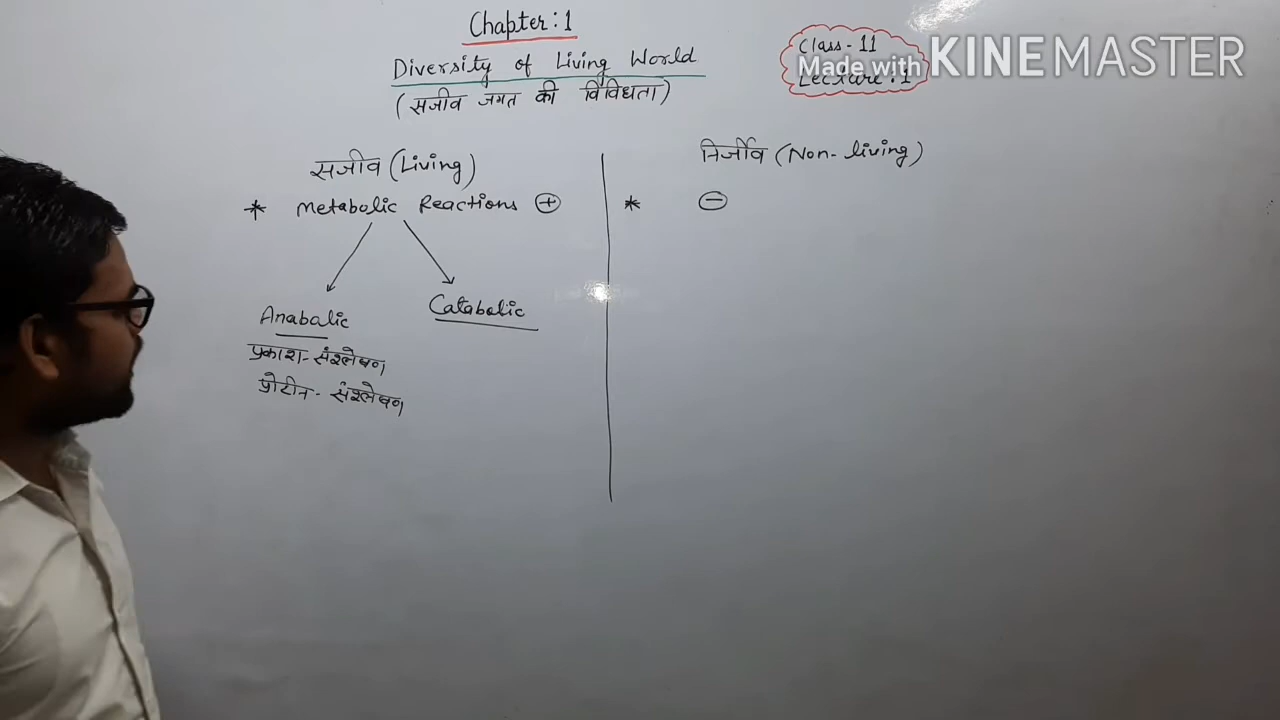 Chapter: 1
Diversity of Living World
(सजीव जगत की विविधता)
Class - 11
Lecture: 1
Made with KINEMASTER
सजीव (Living)
* Metabolic Reactions ⊕
Anabalic
Catabolic
प्रकाश-संश्लेषण
प्रोटीन-संश्लेषण
निर्जीव (Non-living)
* ⊖